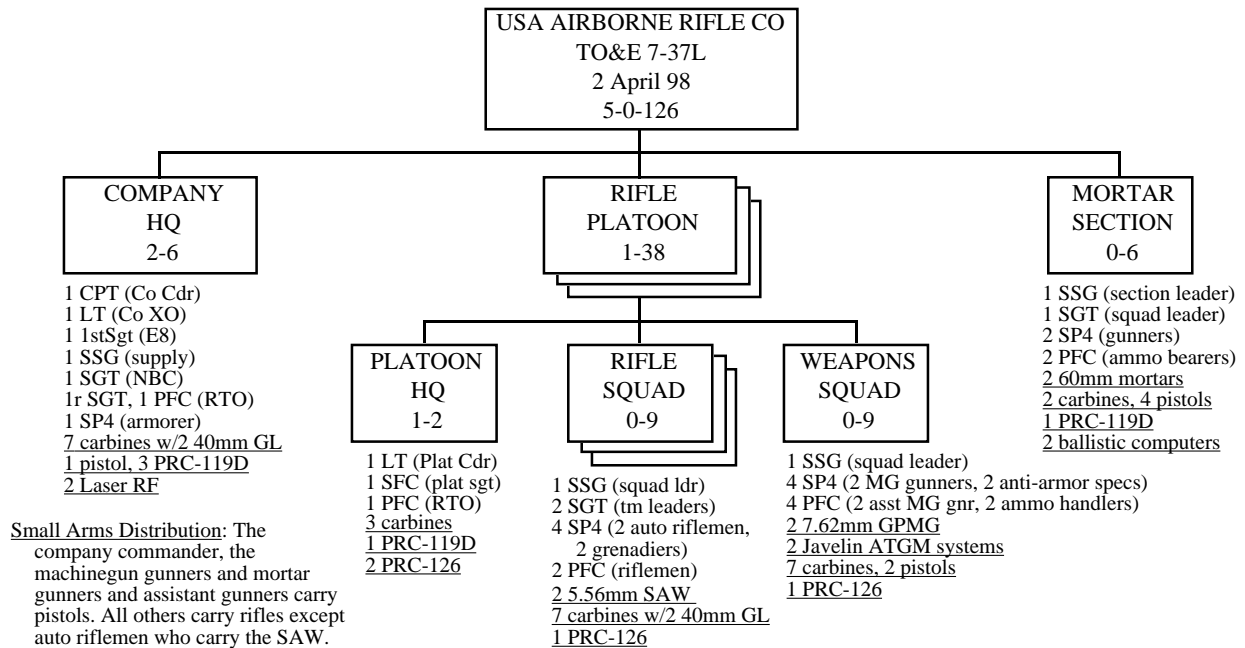 USA AIRBORNE RIFLE CO
TO&E 7-37L
2 April 98
5-0-126
COMPANY
HQ
2-6
1 CPT (Co Cdr)
1 LT (Co XO)
1 1stSgt (E8)
1 SSG (supply)
1 SGT (NBC)
1r SGT, 1 PFC (RTO)
1 SP4 (armorer)
7 carbines w/2 40mm GL
1 pistol, 3 PRC-119D
2 Laser RF
RIFLE
PLATOON
1-38
MORTAR
SECTION
0-6
1 SSG (section leader)
1 SGT (squad leader)
2 SP4 (gunners)
2 PFC (ammo bearers)
2 60mm mortars
2 carbines, 4 pistols
1 PRC-119D
2 ballistic computers
PLATOON
HQ
1-2
1 LT (Plat Cdr)
1 SFC (plat sgt)
1 PFC (RTO)
3 carbines
1 PRC-119D
2 PRC-126
RIFLE
SQUAD
0-9
1 SSG (squad ldr)
2 SGT (tm leaders)
4 SP4 (2 auto riflemen,
2 grenadiers)
2 PFC (riflemen)
2 5.56mm SAW
7 carbines w/2 40mm GL
1 PRC-126
WEAPONS
SQUAD
0-9
1 SSG (squad leader)
4 SP4 (2 MG gunners, 2 anti-armor specs)
4 PFC (2 asst MG gnr, 2 ammo handlers)
2 7.62mm GPMG
2 Javelin ATGM systems
7 carbines, 2 pistols
1 PRC-126
Small Arms Distribution: The
company commander, the
machinegun gunners and mortar
gunners and assistant gunners carry
pistols. All others carry rifles except
auto riflemen who carry the SAW.